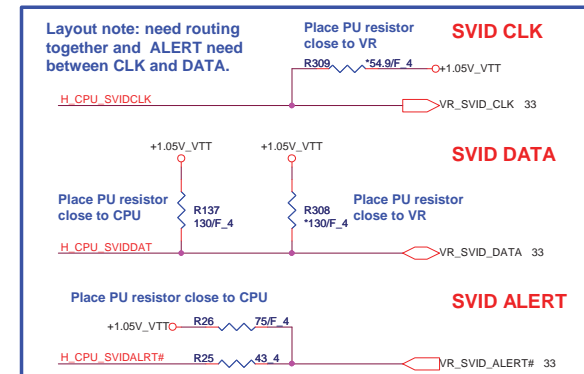 Layout note: need routing
together and ALERT need
between CLK and DATA.
Place PU resistor
close to VR
SVID CLK
R309 *54.9/F_4 +1.05V_VTT
H_CPU_SVIDCLK VR_SVID_CLK 33
+1.05V_VTT +1.05V_VTT
SVID DATA
Place PU resistor
close to CPU
R137
130/F_4
R308
*130/F_4
Place PU resistor
close to VR
H_CPU_SVIDDAT VR_SVID_DATA 33
Place PU resistor close to CPU
SVID ALERT
+1.05V_VTT R26 75/F_4
H_CPU_SVIDALRT# R25 43_4 VR_SVID_ALERT# 33